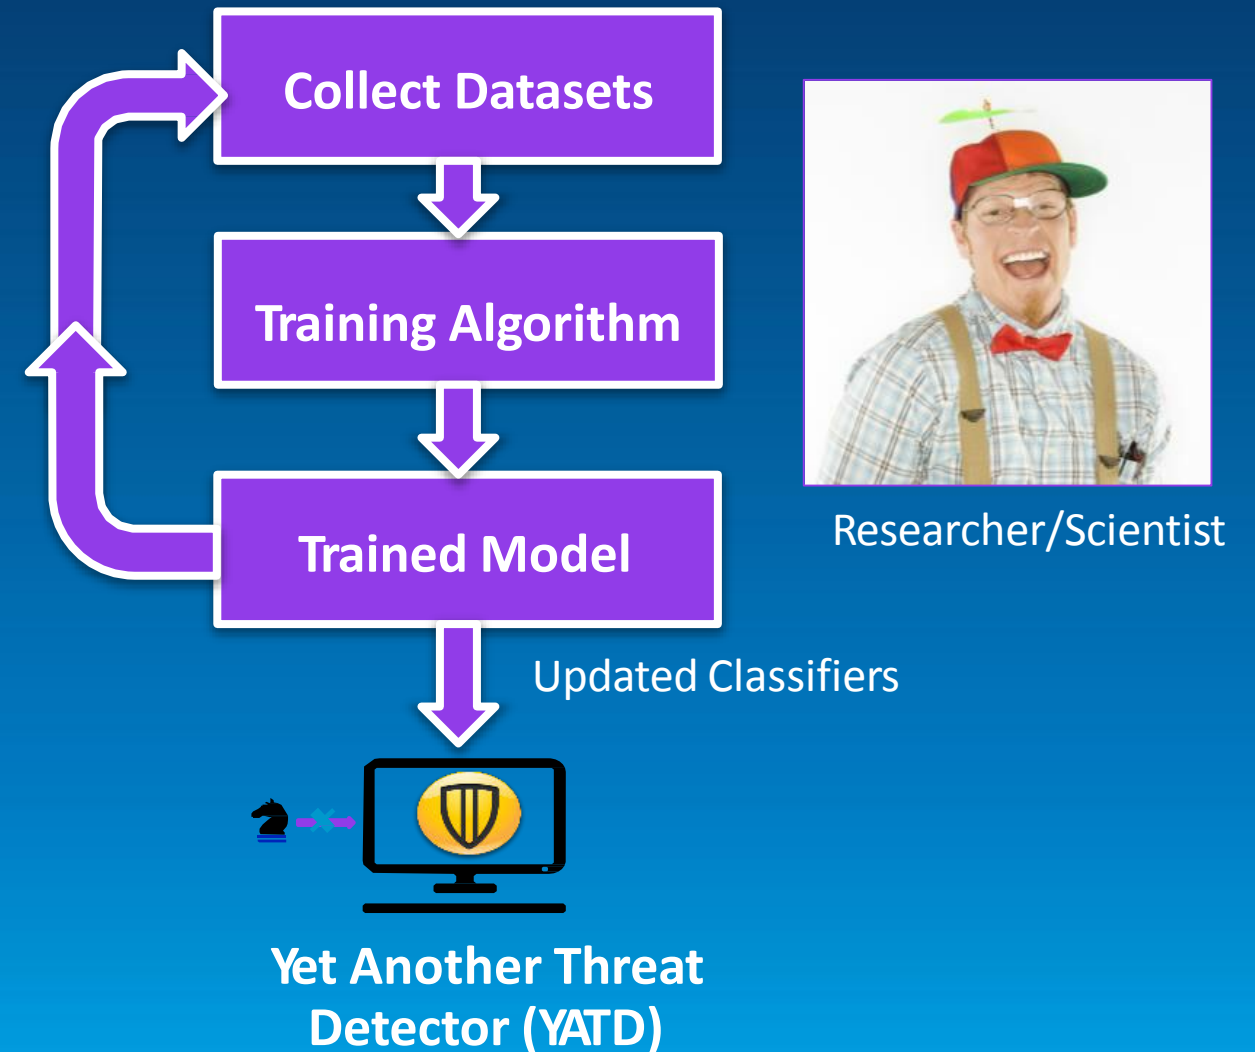 Collect Datasets
Training Algorithm
Trained Model
Researcher/Scientist
Updated Classifiers
Yet Another Threat
Detector (YATD)